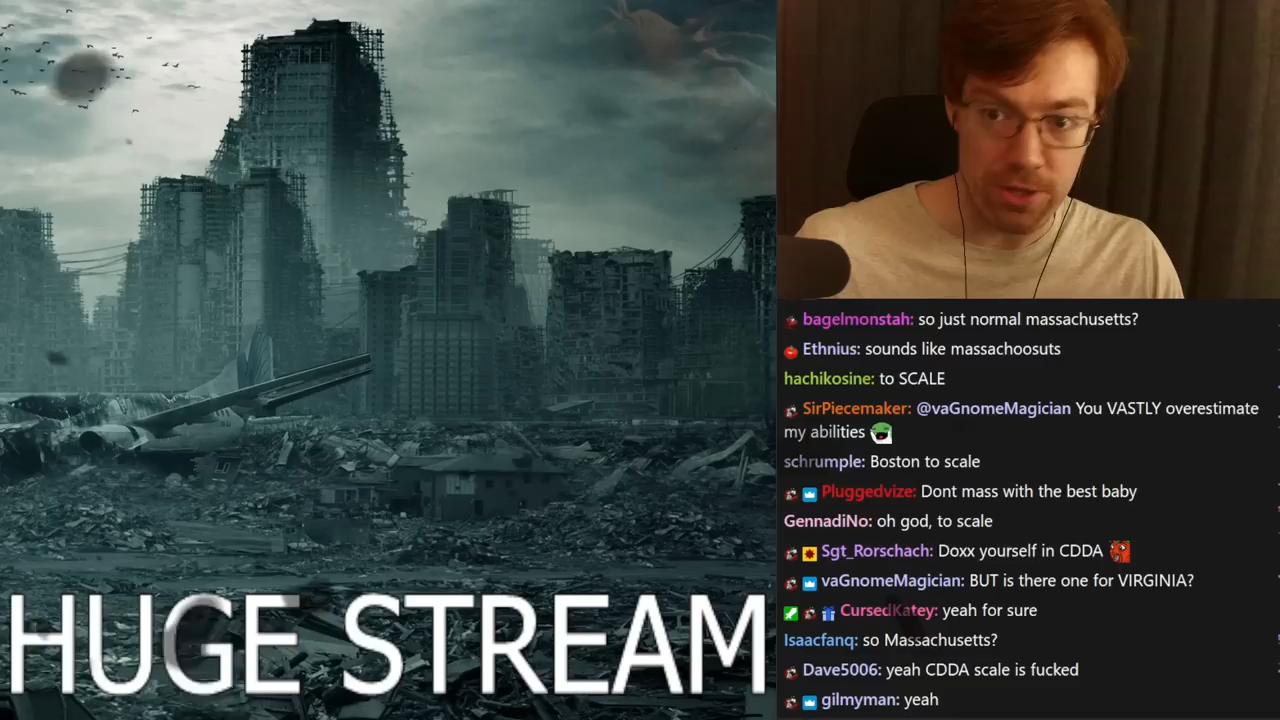 bagelmonstah: so just normal massachusetts?
Ethnius: sounds like massachoosuts
hachikosine: to SCALE
SirPiecemaker: @vaGnomeMagician You VASTLY overestimate
my abilities
schrumple: Boston to scale
Pluggedvize: Dont mass with the best baby
GennadiNo: oh god, to scale
Sgt_Rorschach: Doxx yourself in CDDA
vaGnomeMagician: BUT is there one for VIRGINIA?
CursedKatey: yeah for sure
Isaacfanq: so Massachusetts?
Dave5006: yeah CDDA scale is fucked
gilmyman: yeah
HUGE STREAM